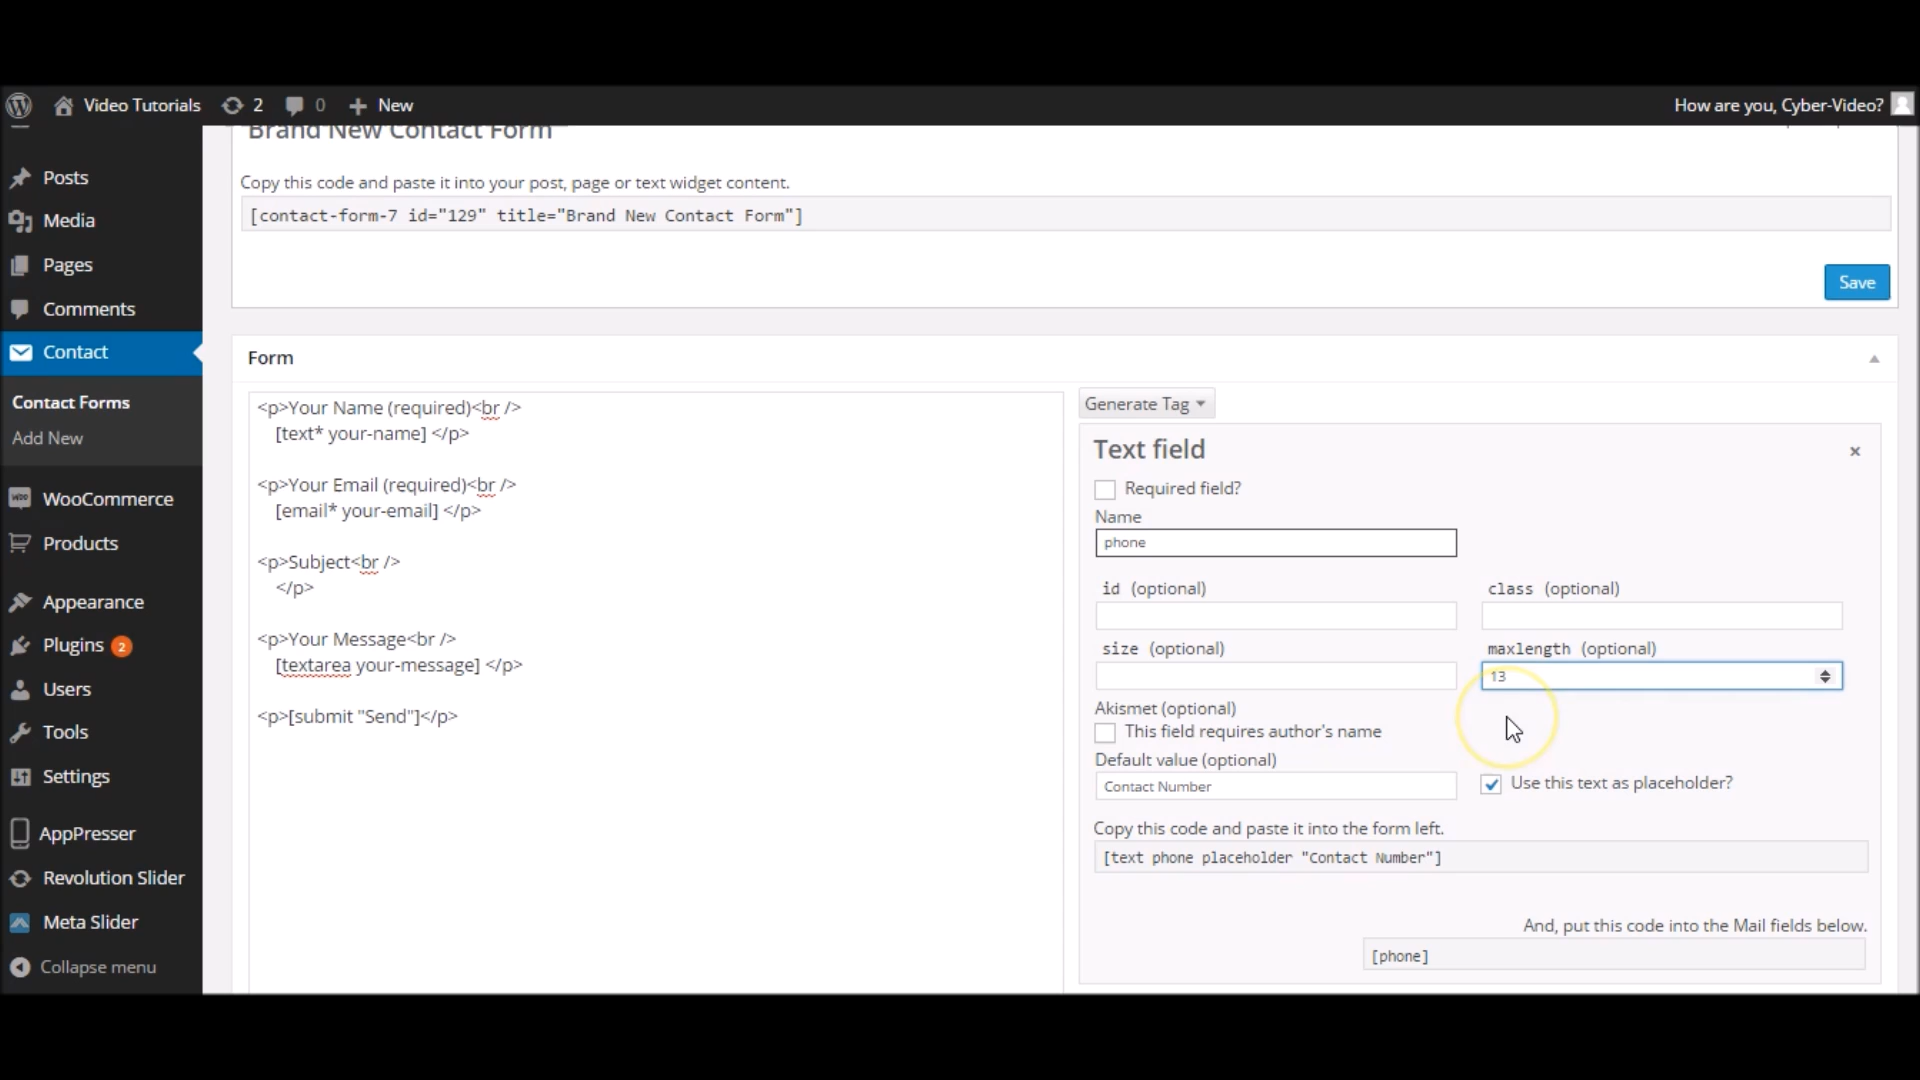 Video Tutorials 2 0 New How are you, Cyber-Video?
Brand New Contact Form
Copy this code and paste it into your post, page or text widget content.
[contact-form-7 id="129" title="Brand New Contact Form"]
Save
Posts
Media
Pages
Comments
Contact
Contact Forms
Add New
WooCommerce
Products
Appearance
Plugins 2
Users
Tools
Settings
AppPresser
Revolution Slider
Meta Slider
Collapse menu
Form
<p>Your Name (required)<br />
[text* your-name] </p>
<p>Your Email (required)<br />
[email* your-email] </p>
<p>Subject<br />
</p>
<p>Your Message<br />
[textarea your-message] </p>
<p>[submit "Send"]</p>
Generate Tag
Text field
Required field?
Name
phone
id (optional) class (optional)
size (optional) maxlength (optional)
13
Akismet (optional)
This field requires author's name
Default value (optional)
Contact Number Use this text as placeholder?
Copy this code and paste it into the form left.
[text phone placeholder "Contact Number"]
And, put this code into the Mail fields below.
[phone]